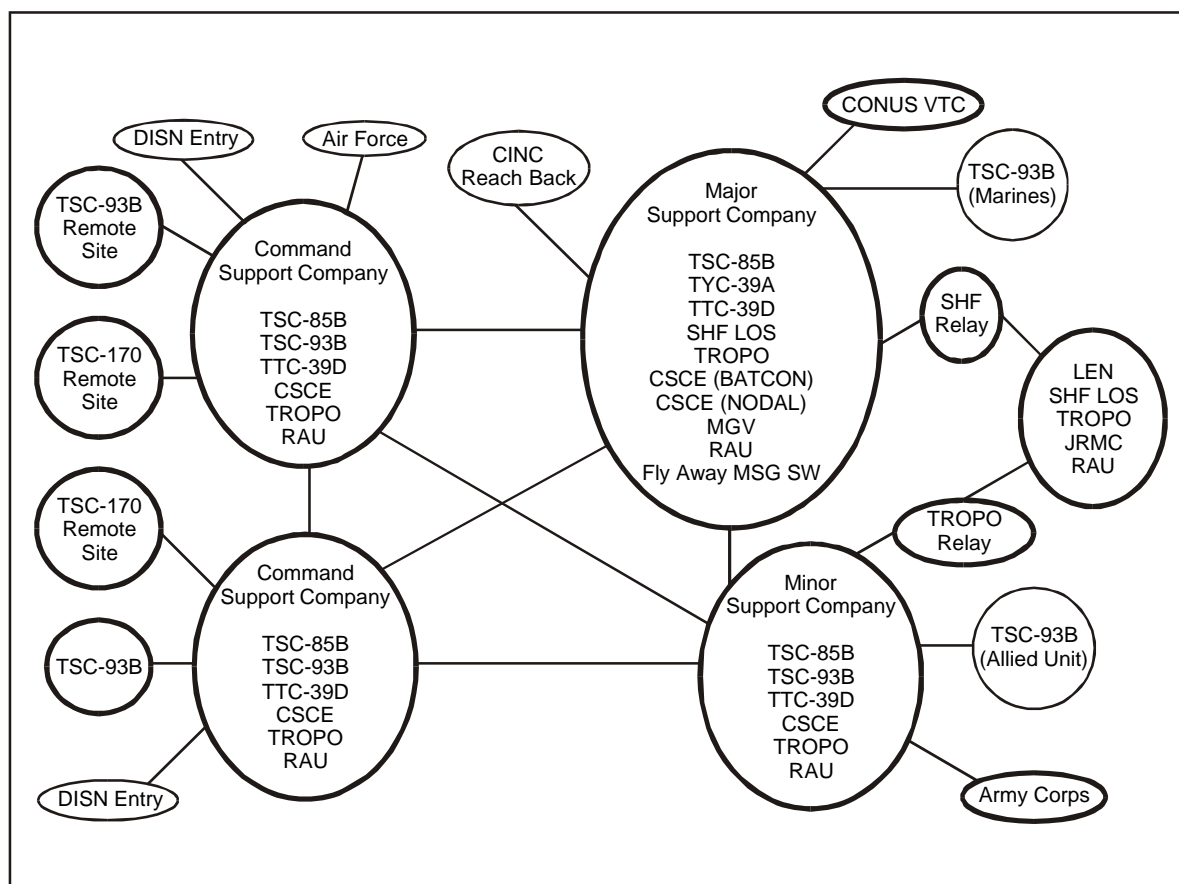 CONUS VTC
DISN Entry
Air Force
CINC
Reach Back
TSC-93B
(Marines)
TSC-93B
Remote
Site
Command
Support Company
TSC-85B
TSC-93B
TTC-39D
CSCE
TROPO
RAU
Major
Support Company
TSC-85B
TYC-39A
TTC-39D
SHF LOS
TROPO
CSCE (BATCON)
CSCE (NODAL)
MGV
RAU
Fly Away MSG SW
SHF
Relay
TSC-170
Remote
Site
LEN
SHF LOS
TROPO
JRMC
RAU
TSC-170
Remote
Site
TROPO
Relay
Command
Support Company
TSC-85B
TSC-93B
TTC-39D
CSCE
TROPO
RAU
Minor
Support Company
TSC-85B
TSC-93B
TTC-39D
CSCE
TROPO
RAU
TSC-93B
(Allied Unit)
TSC-93B
DISN Entry
Army Corps